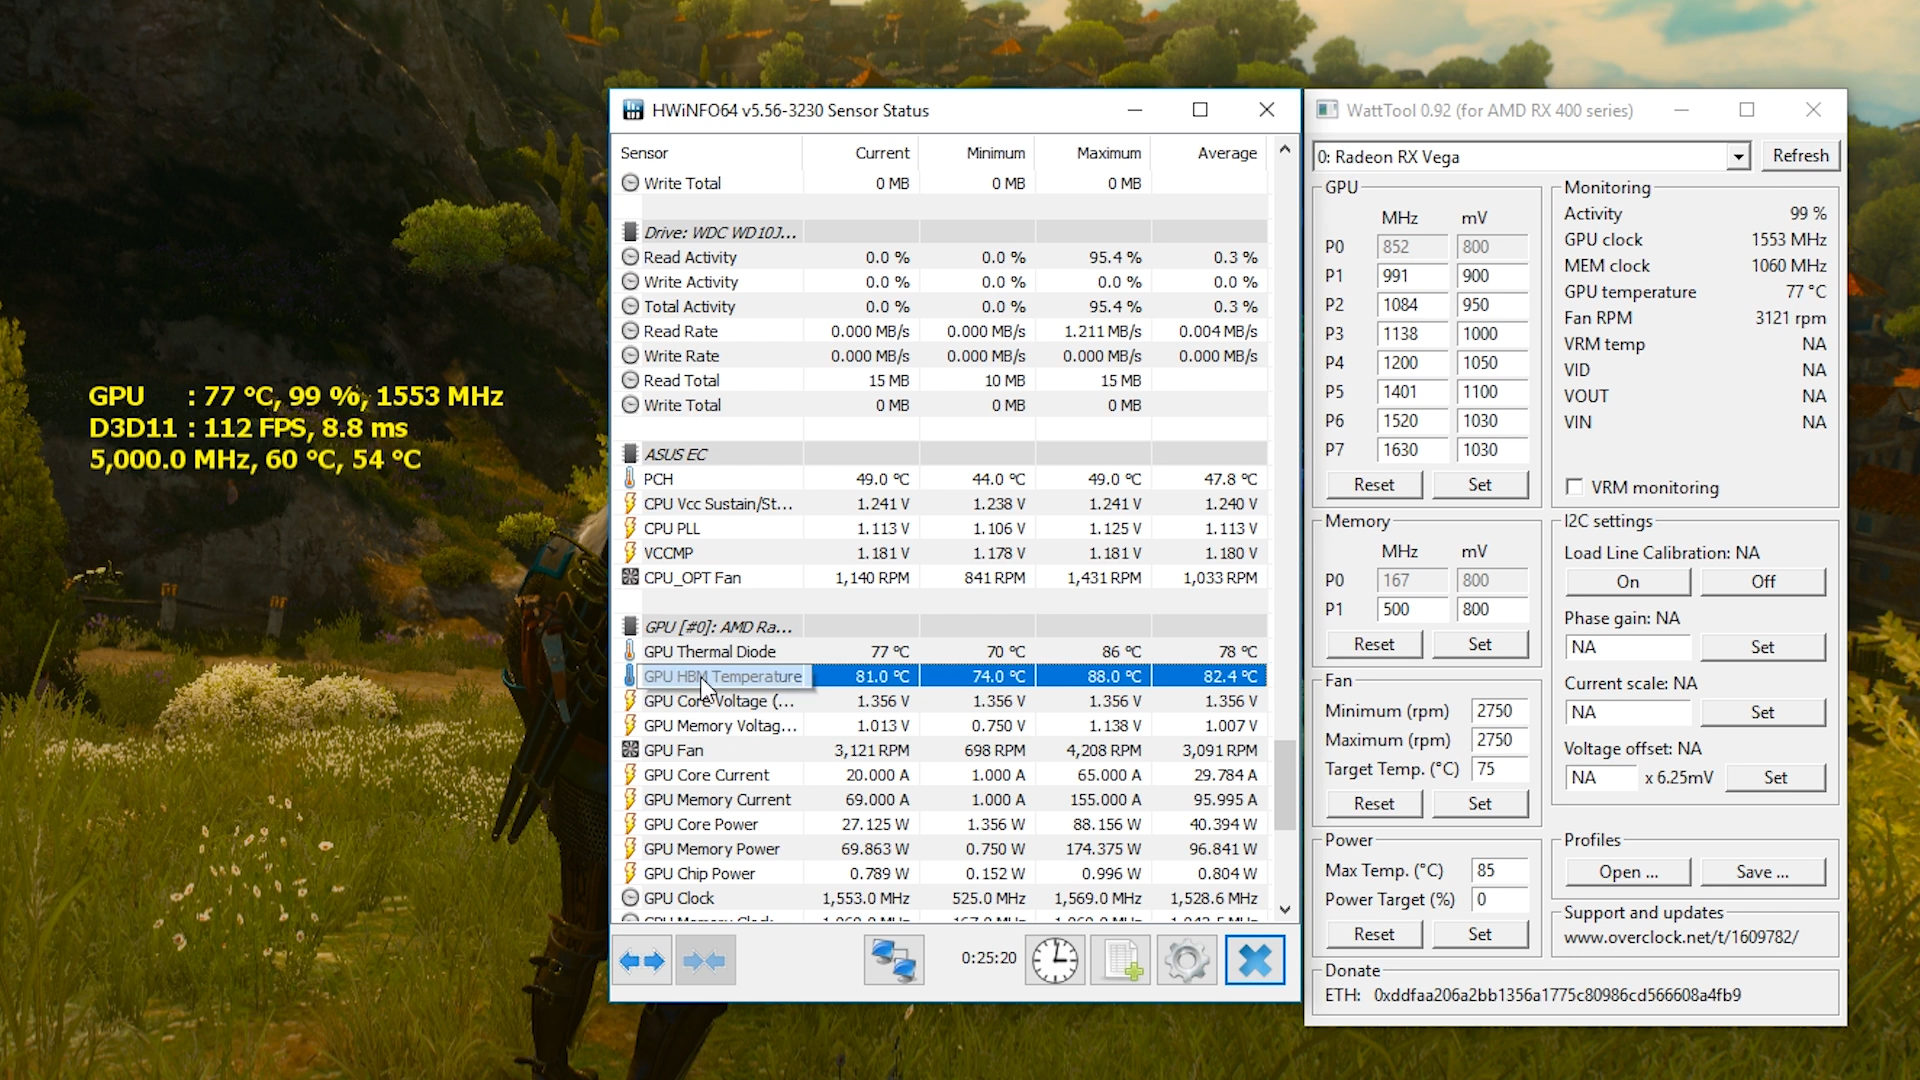 GPU : 77 °C, 99 %, 1553 MHz
D3D11 : 112 FPS, 8.8 ms
5,000.0 MHz, 60 °C, 54 °C
HWiNFO64 v5.56-3230 Sensor Status
Sensor Current Minimum Maximum Average
Write Total 0 MB 0 MB 0 MB
Drive: WDC WD10J...
Read Activity 0.0 % 0.0 % 95.4 % 0.3 %
Write Activity 0.0 % 0.0 % 0.0 % 0.0 %
Total Activity 0.0 % 0.0 % 95.4 % 0.3 %
Read Rate 0.000 MB/s 0.000 MB/s 1.211 MB/s 0.004 MB/s
Write Rate 0.000 MB/s 0.000 MB/s 0.000 MB/s 0.000 MB/s
Read Total 15 MB 10 MB 15 MB
Write Total 0 MB 0 MB 0 MB
ASUS EC
PCH 49.0 °C 44.0 °C 49.0 °C 47.8 °C
CPU Vcc Sustain/St... 1.241 V 1.238 V 1.241 V 1.240 V
CPU PLL 1.113 V 1.106 V 1.125 V 1.113 V
VCCMP 1.181 V 1.178 V 1.181 V 1.180 V
CPU_OPT Fan 1,140 RPM 841 RPM 1,431 RPM 1,033 RPM
GPU [#0]: AMD Ra...
GPU Thermal Diode 77 °C 70 °C 86 °C 78 °C
GPU HBM Temperature 81.0 °C 74.0 °C 88.0 °C 82.4 °C
GPU Core Voltage (... 1.356 V 1.356 V 1.356 V 1.356 V
GPU Memory Voltag... 1.013 V 0.750 V 1.138 V 1.007 V
GPU Fan 3,121 RPM 698 RPM 4,208 RPM 3,091 RPM
GPU Core Current 20.000 A 1.000 A 65.000 A 29.784 A
GPU Memory Current 69.000 A 1.000 A 155.000 A 95.995 A
GPU Core Power 27.125 W 1.356 W 88.156 W 40.394 W
GPU Memory Power 69.863 W 0.750 W 174.375 W 96.841 W
GPU Chip Power 0.789 W 0.152 W 0.996 W 0.804 W
GPU Clock 1,553.0 MHz 525.0 MHz 1,569.0 MHz 1,528.6 MHz
GPU Memory Clock
0:25:20
WattTool 0.92 (for AMD RX 400 series)
0: Radeon RX Vega
Refresh
GPU
MHz mV
P0 852 800
P1 991 900
P2 1084 950
P3 1138 1000
P4 1200 1050
P5 1401 1100
P6 1520 1030
P7 1630 1030
Reset Set
Memory
MHz mV
P0 167 800
P1 500 800
Reset Set
Fan
Minimum (rpm) 2750
Maximum (rpm) 2750
Target Temp. (°C) 75
Reset Set
Power
Max Temp. (°C) 85
Power Target (%) 0
Reset Set
Monitoring
Activity 99 %
GPU clock 1553 MHz
MEM clock 1060 MHz
GPU temperature 77 °C
Fan RPM 3121 rpm
VRM temp NA
VID NA
VOUT NA
VIN NA
VRM monitoring
I2C settings
Load Line Calibration: NA
On Off
Phase gain: NA
NA Set
Current scale: NA
NA Set
Voltage offset: NA
NA x 6.25mV Set
Profiles
Open ... Save ...
Support and updates
www.overclock.net/t/1609782/
Donate
ETH: 0xddfaa206a2bb1356a1775c80986cd566608a4fb9